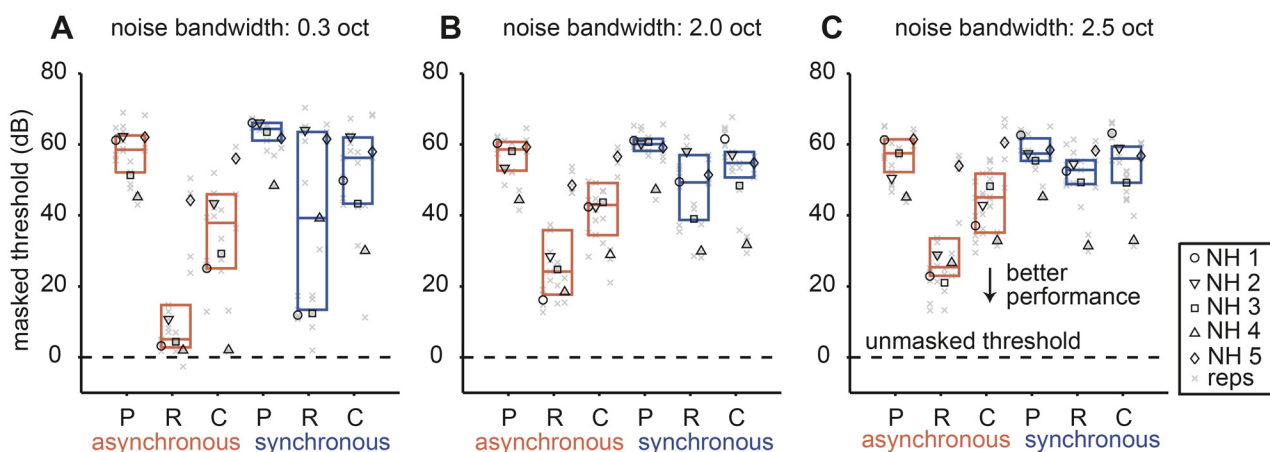 A noise bandwidth: 0.3 oct
B noise bandwidth: 2.0 oct
C noise bandwidth: 2.5 oct
masked threshold (dB)
80
60
40
20
0
P R C P R C
asynchronous synchronous
80
60
40
20
0
P R C P R C
asynchronous synchronous
80
60
40
20
0
better
performance
unmasked threshold
P R C P R C
asynchronous synchronous
NH 1
NH 2
NH 3
NH 4
NH 5
reps